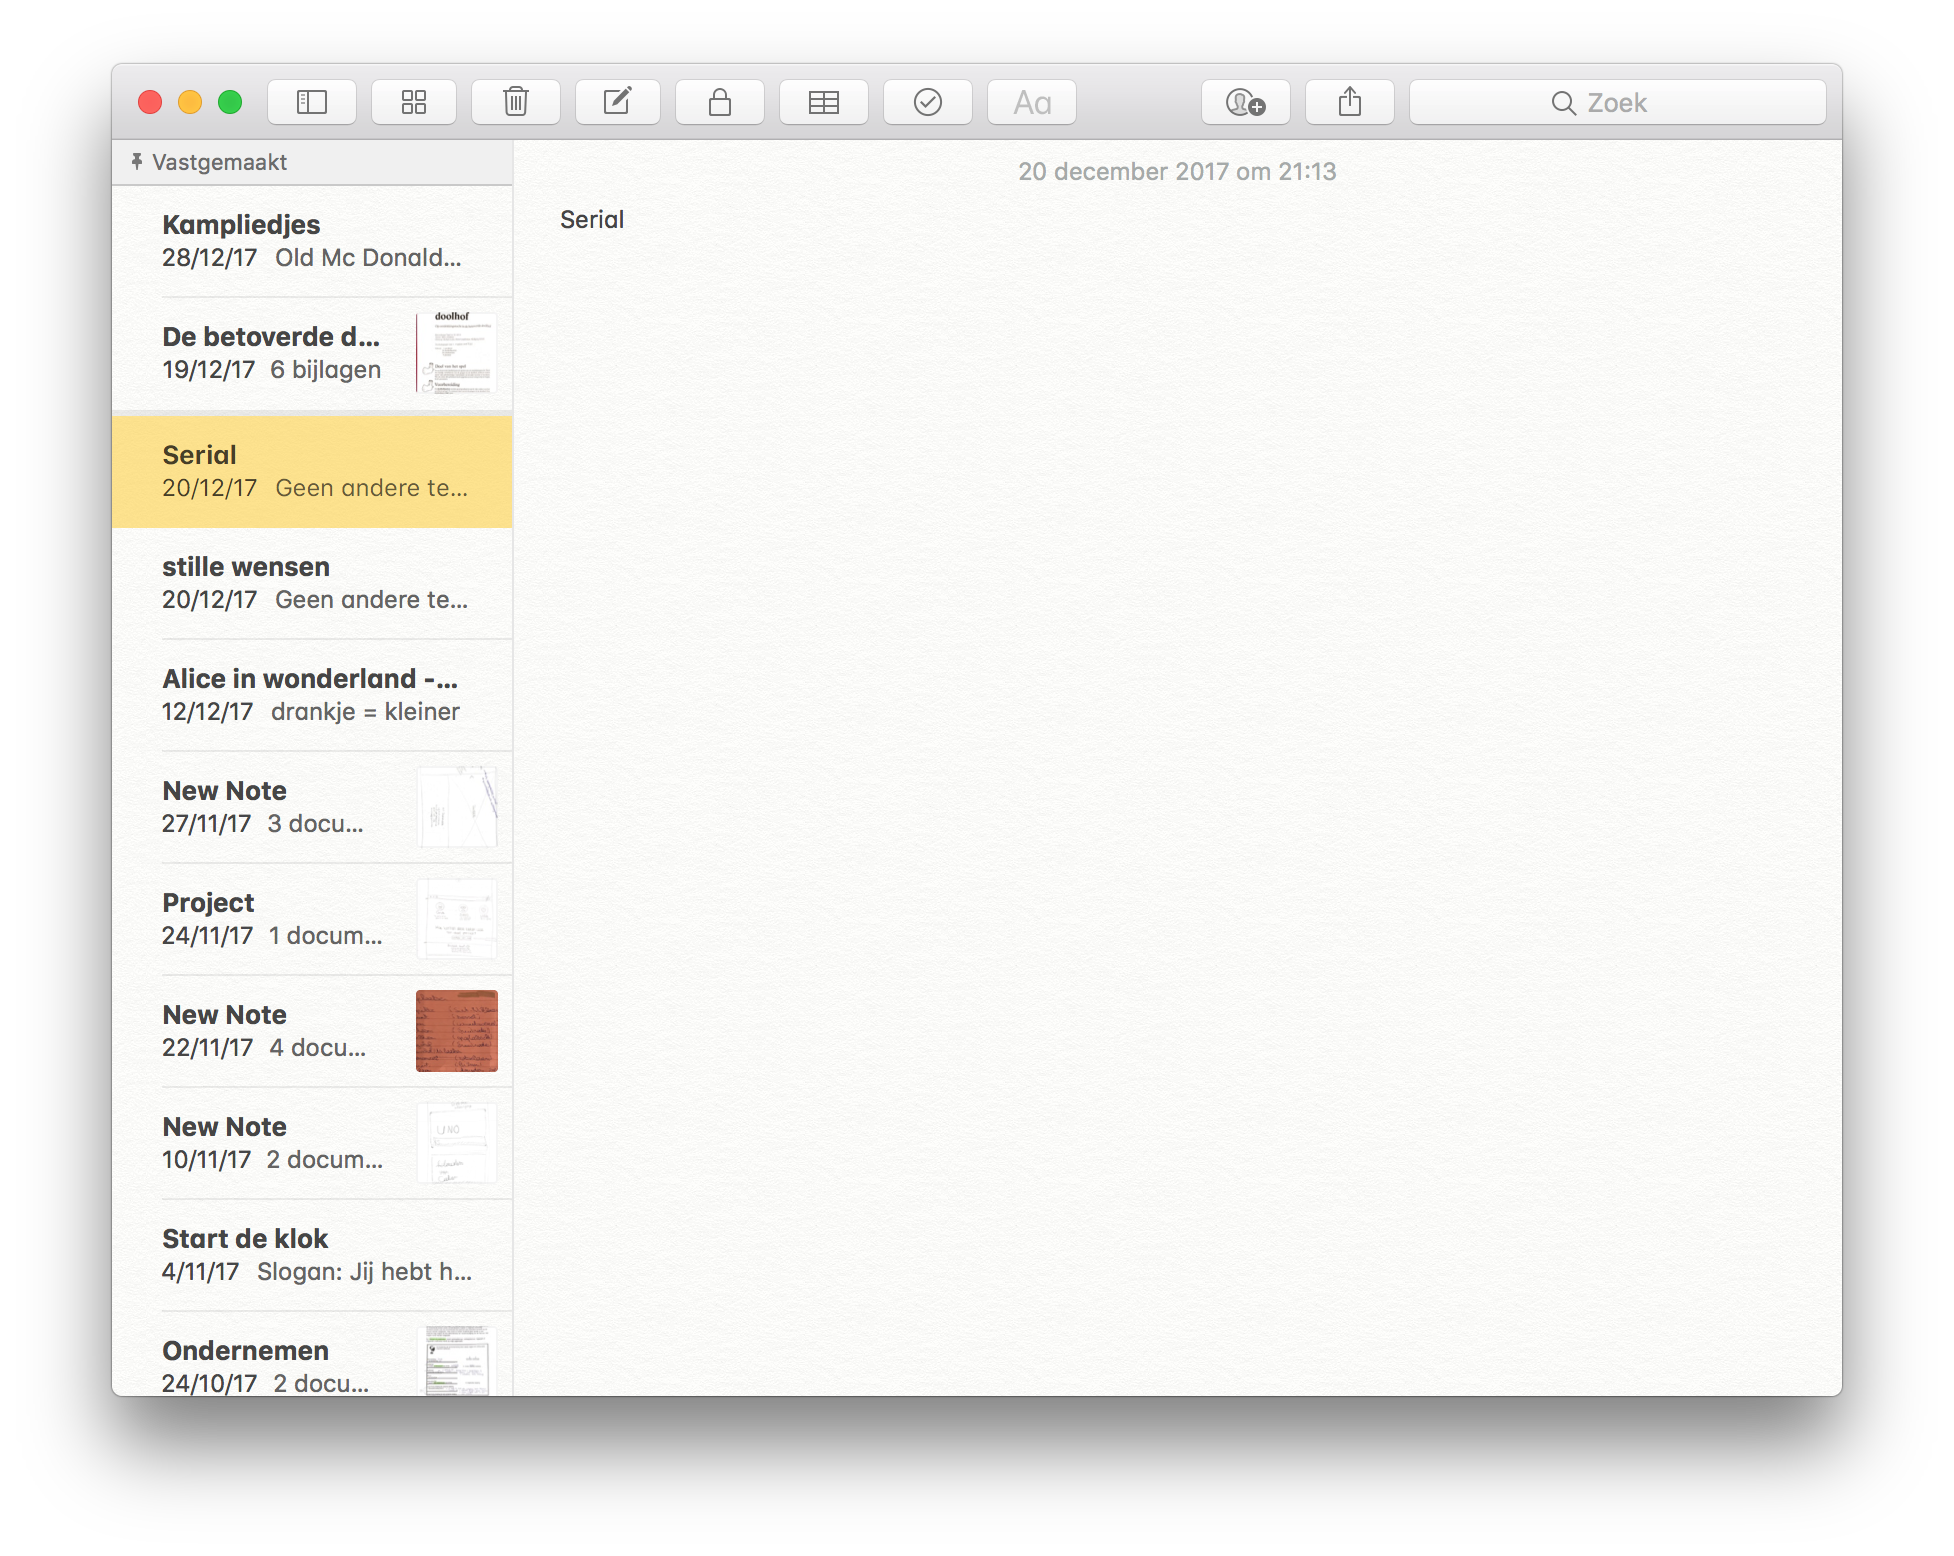 Aa
Zoek
Vastgemaakt
20 december 2017 om 21:13
Serial
Kampliedjes
28/12/17 Old Mc Donald...
De betoverde d...
19/12/17 6 bijlagen
doolhof
Serial
20/12/17 Geen andere te...
stille wensen
20/12/17 Geen andere te...
Alice in wonderland -...
12/12/17 drankje = kleiner
New Note
27/11/17 3 docu...
Project
24/11/17 1 docum...
New Note
22/11/17 4 docu...
New Note
10/11/17 2 docum...
UNO
Start de klok
4/11/17 Slogan: Jij hebt h...
Ondernemen
24/10/17 2 docu...